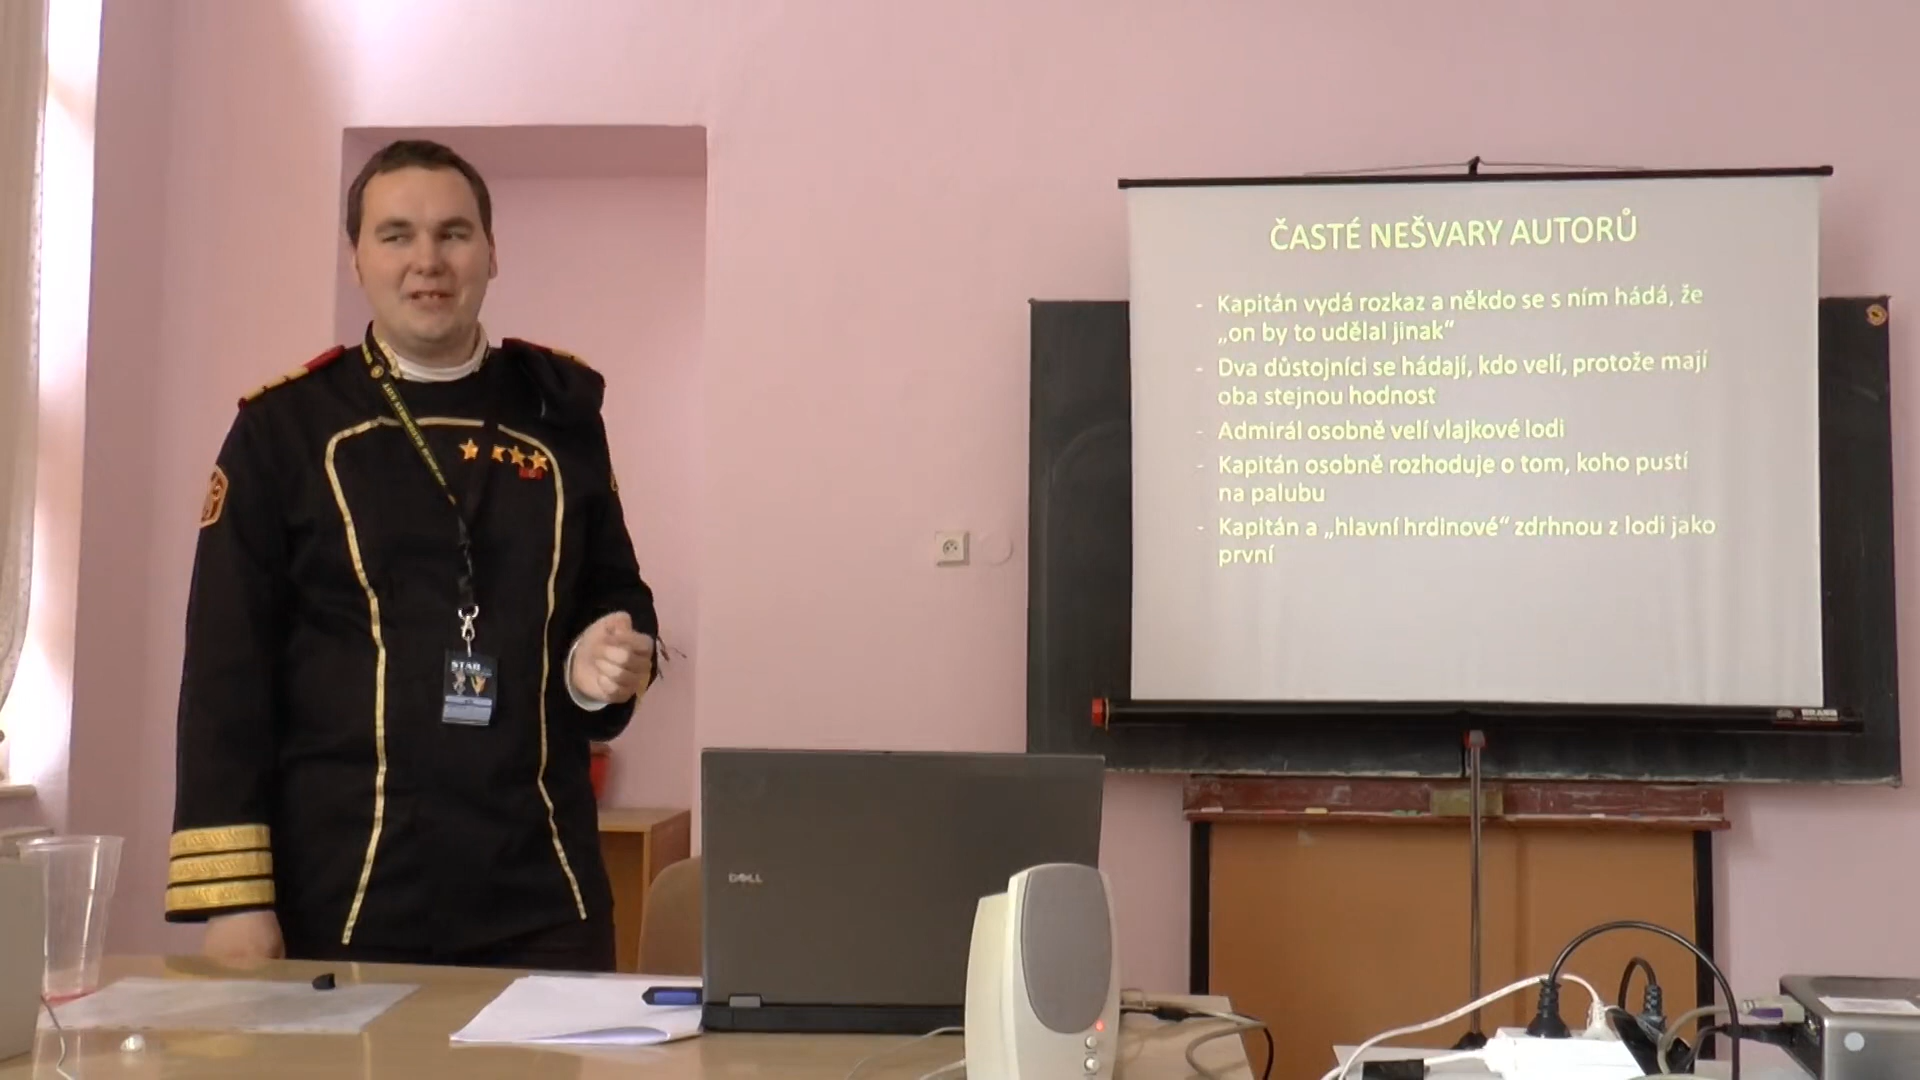 ČASTÉ NEŠVARY AUTORŮ
- Kapitán vydá rozkaz a někdo se s ním hádá, že
„on by to udělal jinak“
- Dva důstojníci se hádají, kdo velí, protože mají
oba stejnou hodnost
- Admirál osobně velí vlajkové lodi
- Kapitán osobně rozhoduje o tom, koho pustí
na palubu
- Kapitán a „hlavní hrdinové“ zdrhnou z lodi jako
první
STAR
DELL